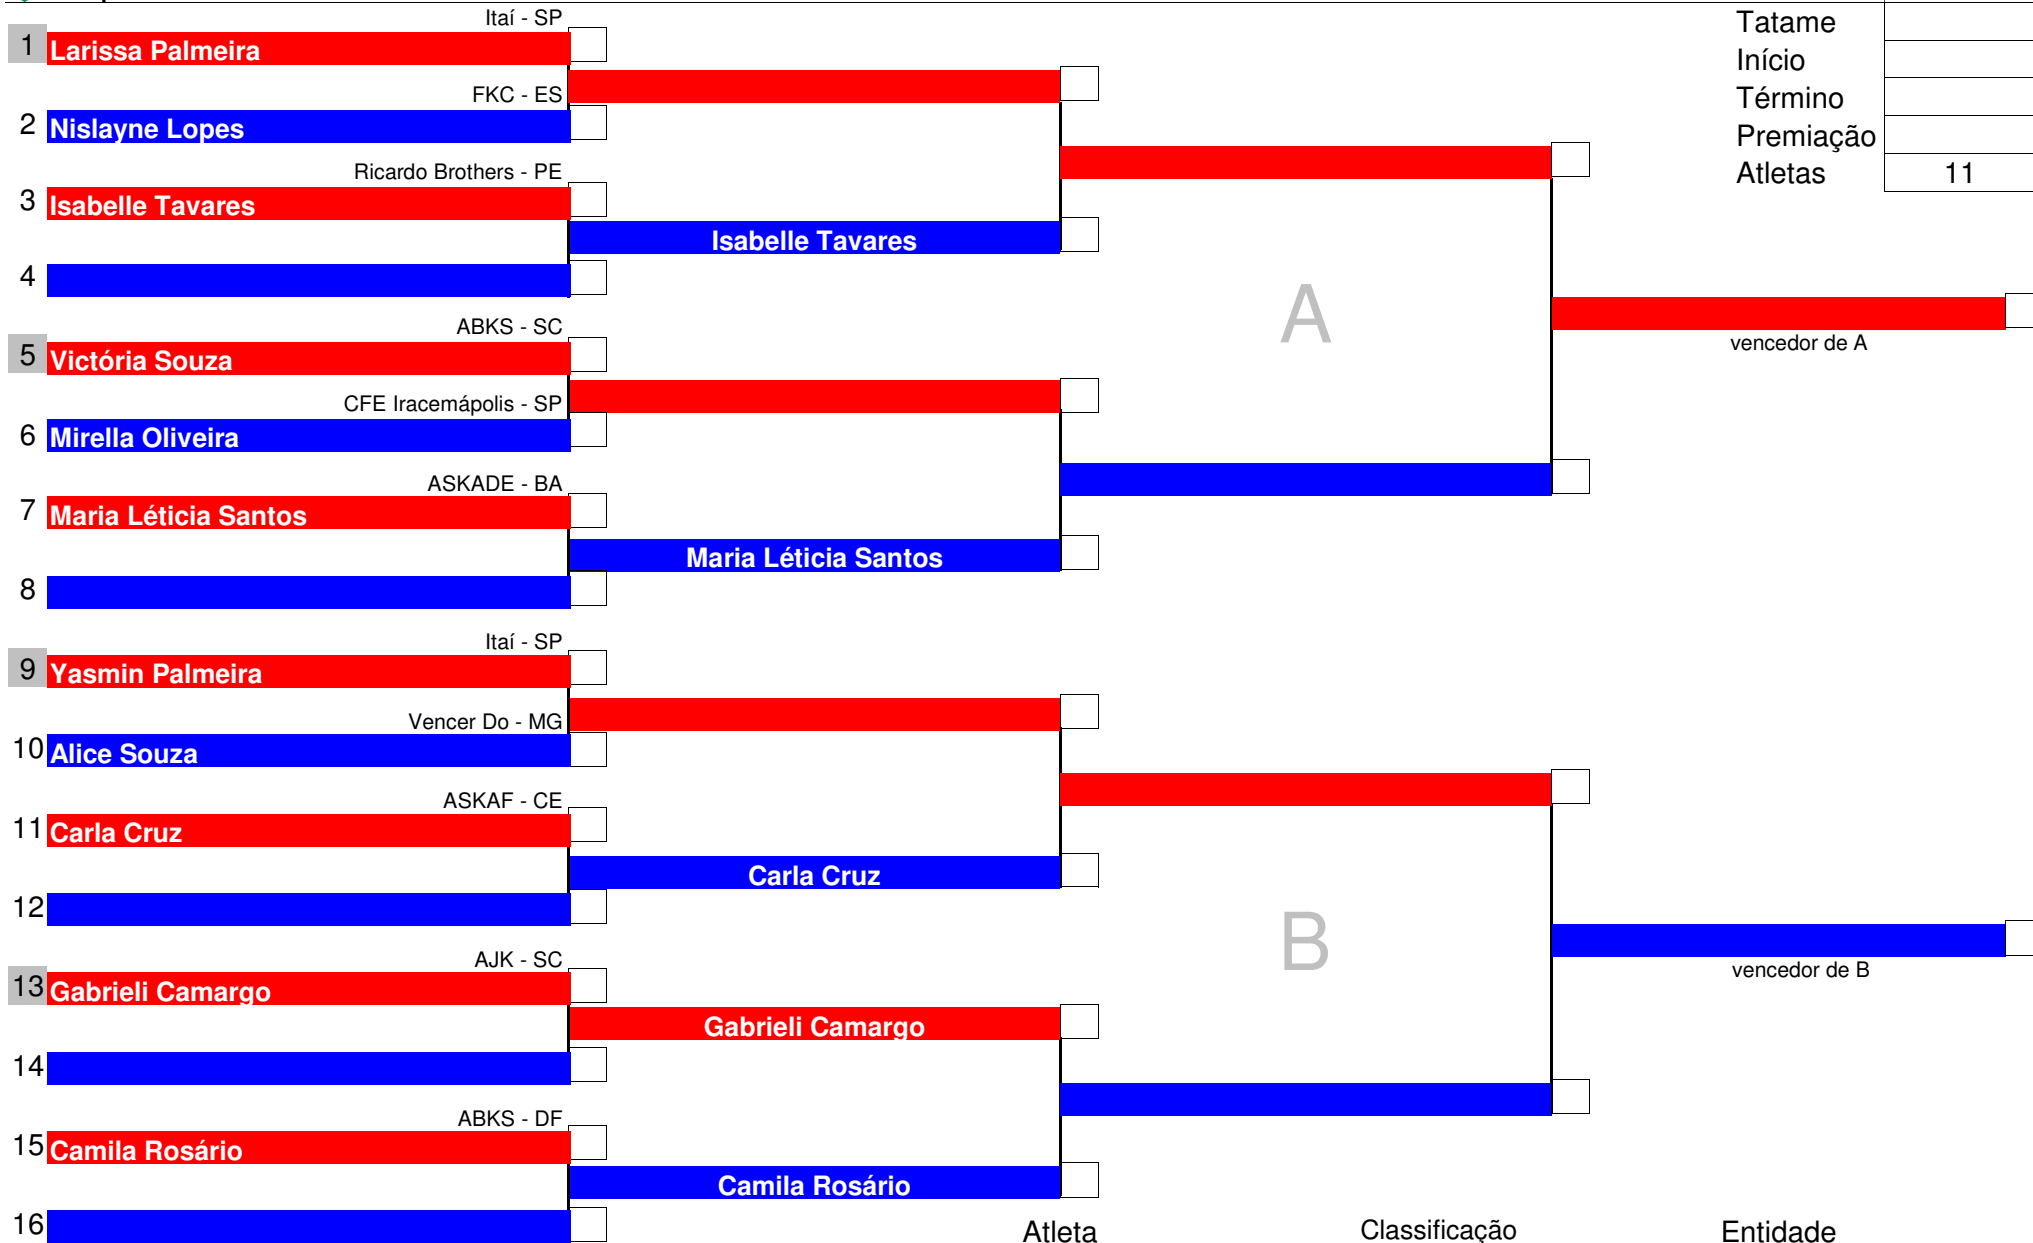 Itaí - SP
1 Larissa Palmeira
FKC - ES
2 Nislayne Lopes
Ricardo Brothers - PE
3 Isabelle Tavares
Isabelle Tavares
4
ABKS - SC
5 Victória Souza
CFE Iracemápolis - SP
6 Mirella Oliveira
ASKADE - BA
7 Maria Léticia Santos
Maria Léticia Santos
8
Itaí - SP
9 Yasmin Palmeira
Vencer Do - MG
10 Alice Souza
ASKAF - CE
11 Carla Cruz
Carla Cruz
12
AJK - SC
13 Gabrieli Camargo
Gabrieli Camargo
14
ABKS - DF
15 Camila Rosário
Camila Rosário
16
A
B
Tatame
Início
Término
Premiação
Atletas 11
vencedor de A
vencedor de B
Atleta Classificação Entidade